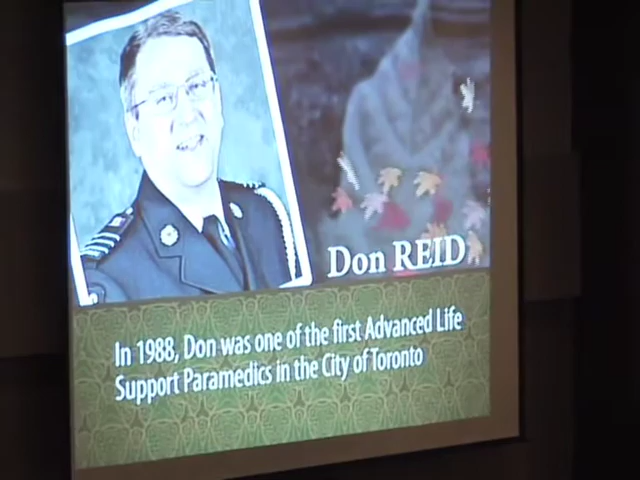 Don REID
In 1988, Don was one of the first Advanced Life
Support Paramedics in the City of Toronto